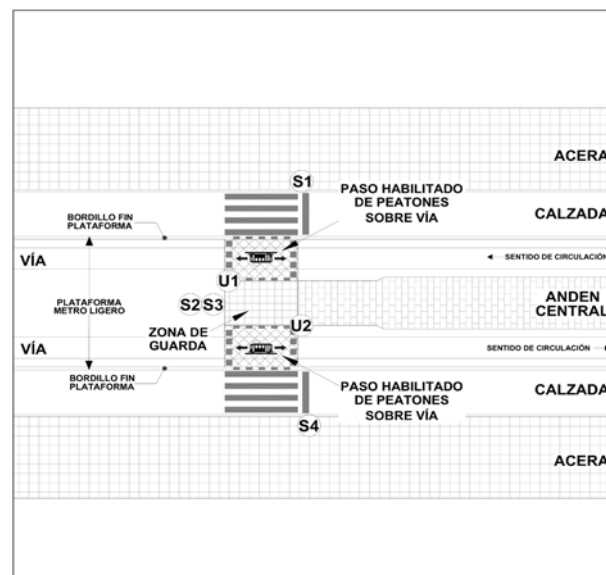 ACERA
S1
PASO HABILITADO
DE PEATONES
SOBRE VÍA
CALZADA
BORDILLO FIN
PLATAFORMA
VÍA
SENTIDO DE CIRCULACIÓN
U1
PLATAFORMA
METRO LIGERO
S2 S3
ANDEN
CENTRAL
ZONA DE
GUARDA
U2
VÍA
SENTIDO DE CIRCULACIÓN
BORDILLO FIN
PLATAFORMA
PASO HABILITADO
DE PEATONES
SOBRE VÍA
CALZADA
S4
ACERA